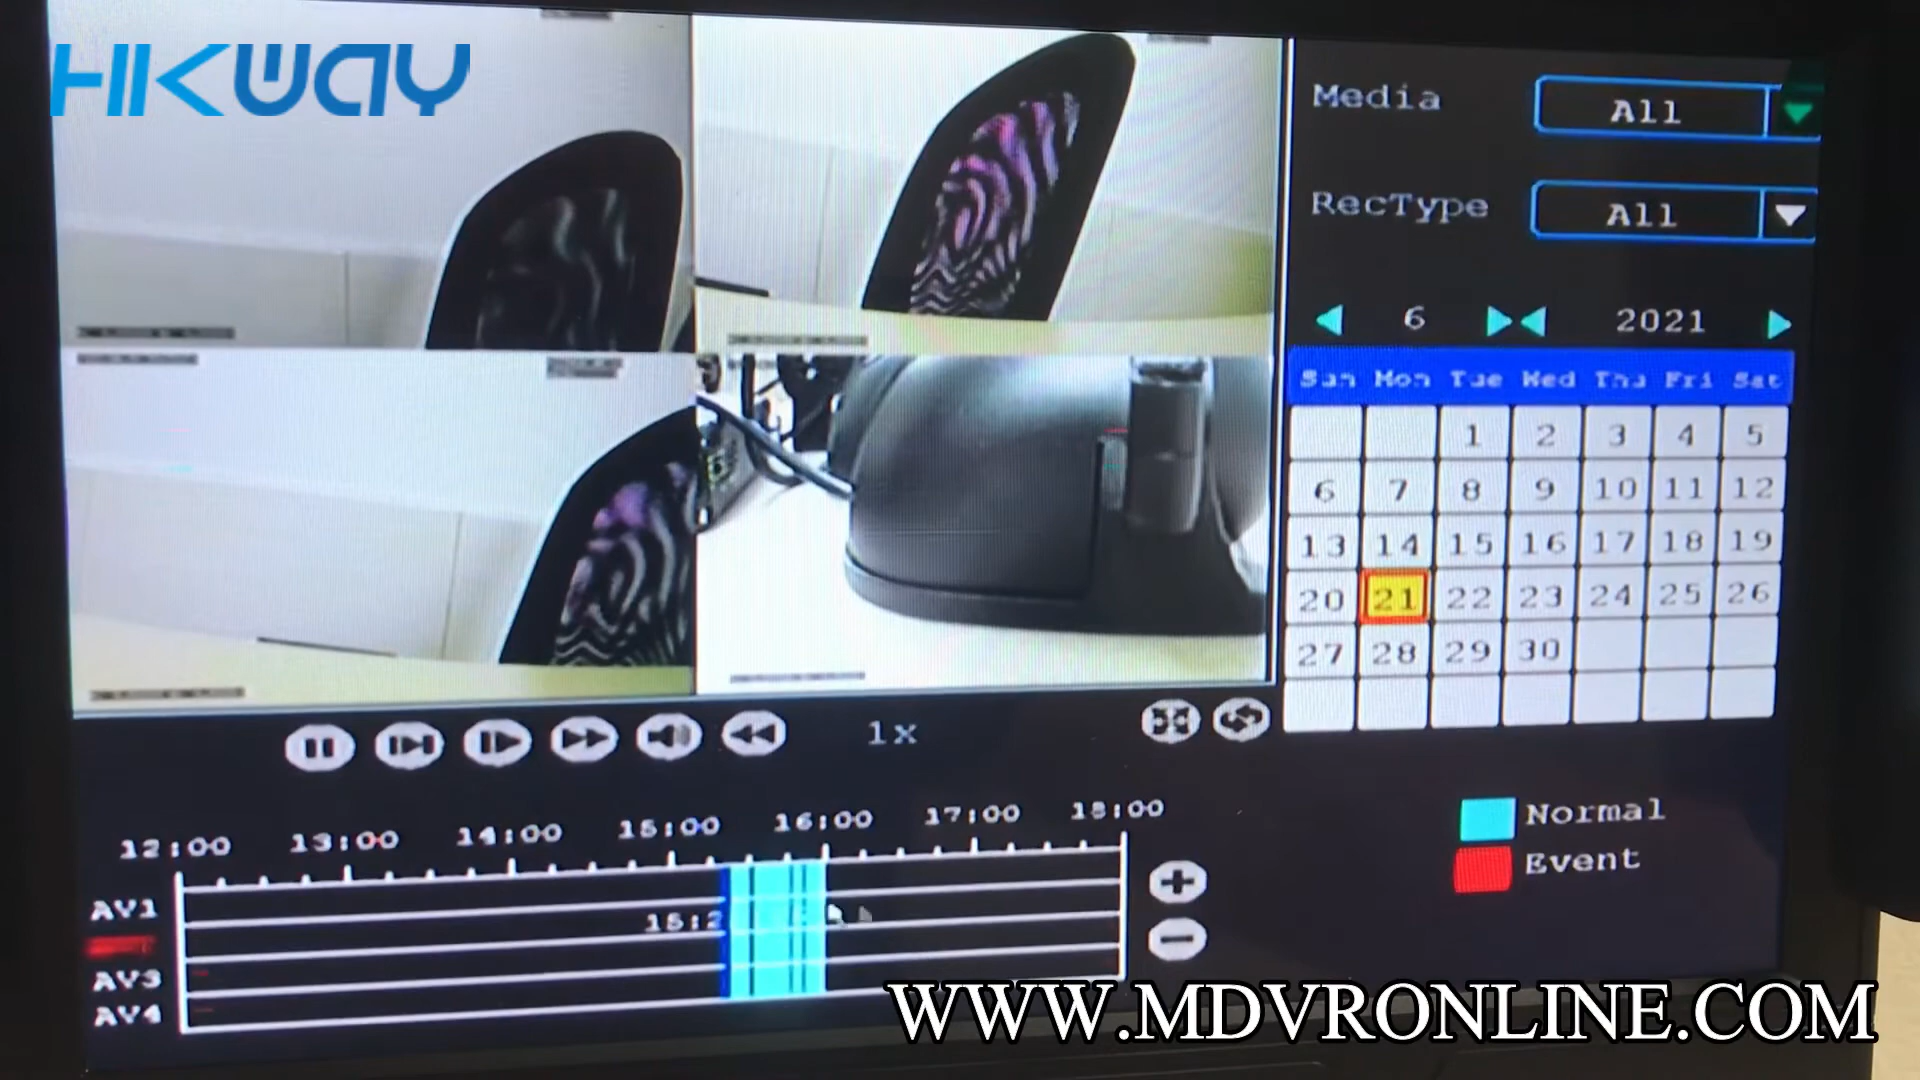 HIKWAY
Media All
RecType All
6 2021
Sun Mon Tue Wed Thu Fri Sat
1 2 3 4 5
6 7 8 9 10 11 12
13 14 15 16 17 18 19
20 21 22 23 24 25 26
27 28 29 30
1x
12:00 13:00 14:00 15:00 16:00 17:00 18:00
Normal
Event
AV1
15:2
AV3
AV4
WWW.MDVRONLINE.COM